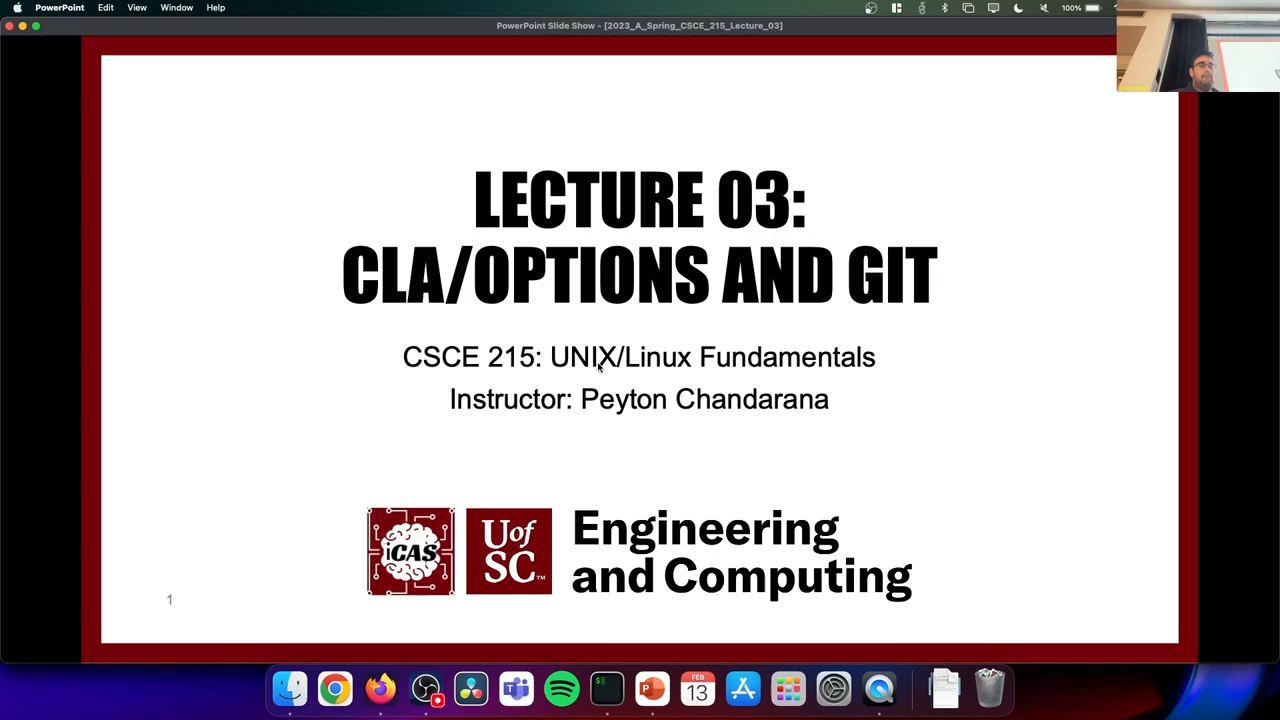 PowerPoint Edit View Window Help 100%
PowerPoint Slide Show - [2023_A_Spring_CSCE_215_Lecture_03]
LECTURE 03:
CLA/OPTIONS AND GIT
CSCE 215: UNIX/Linux Fundamentals
Instructor: Peyton Chandarana
iCAS
UofSC™
Engineering
and Computing
1
FEB
13